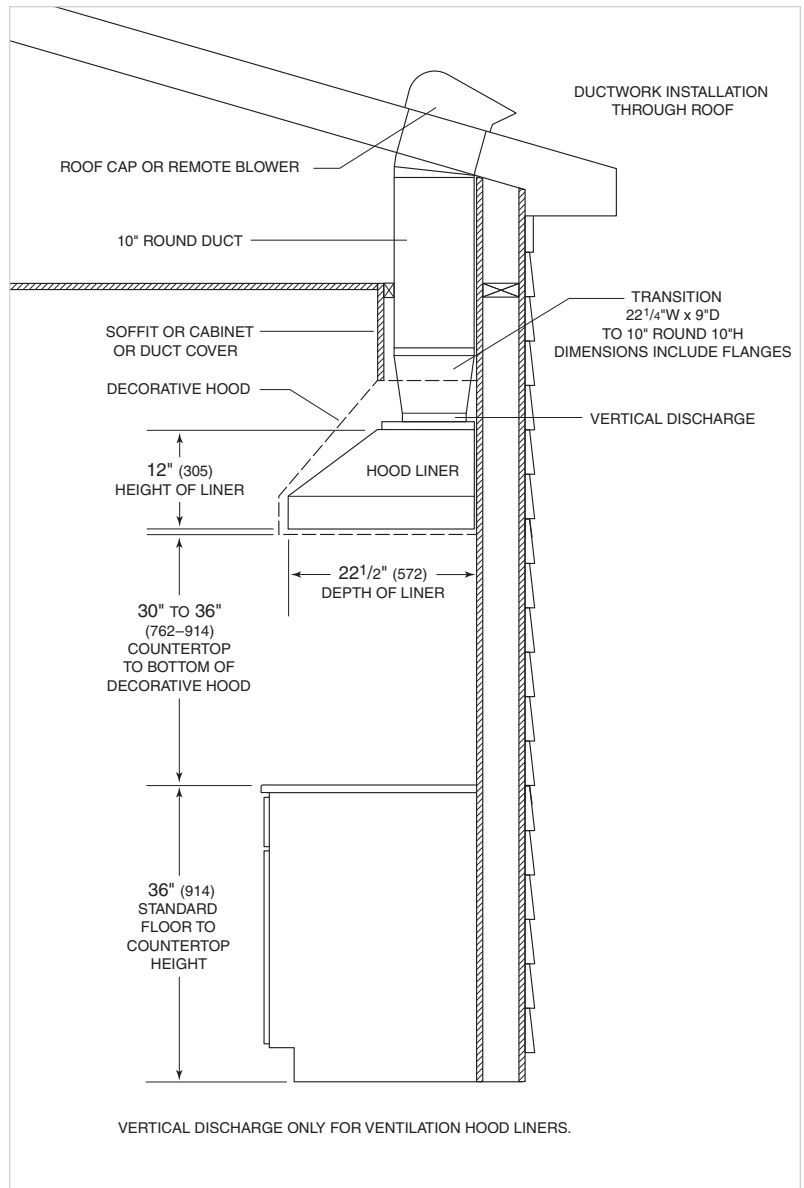 DUCTWORK INSTALLATION
THROUGH ROOF
ROOF CAP OR REMOTE BLOWER
10" ROUND DUCT
TRANSITION
22 1/4"W x 9"D
TO 10" ROUND 10"H
DIMENSIONS INCLUDE FLANGES
SOFFIT OR CABINET
OR DUCT COVER
DECORATIVE HOOD
VERTICAL DISCHARGE
12" (305)
HEIGHT OF LINER
HOOD LINER
22 1/2" (572)
DEPTH OF LINER
30" TO 36"
(762–914)
COUNTERTOP
TO BOTTOM OF
DECORATIVE HOOD
36" (914)
STANDARD
FLOOR TO
COUNTERTOP
HEIGHT
VERTICAL DISCHARGE ONLY FOR VENTILATION HOOD LINERS.